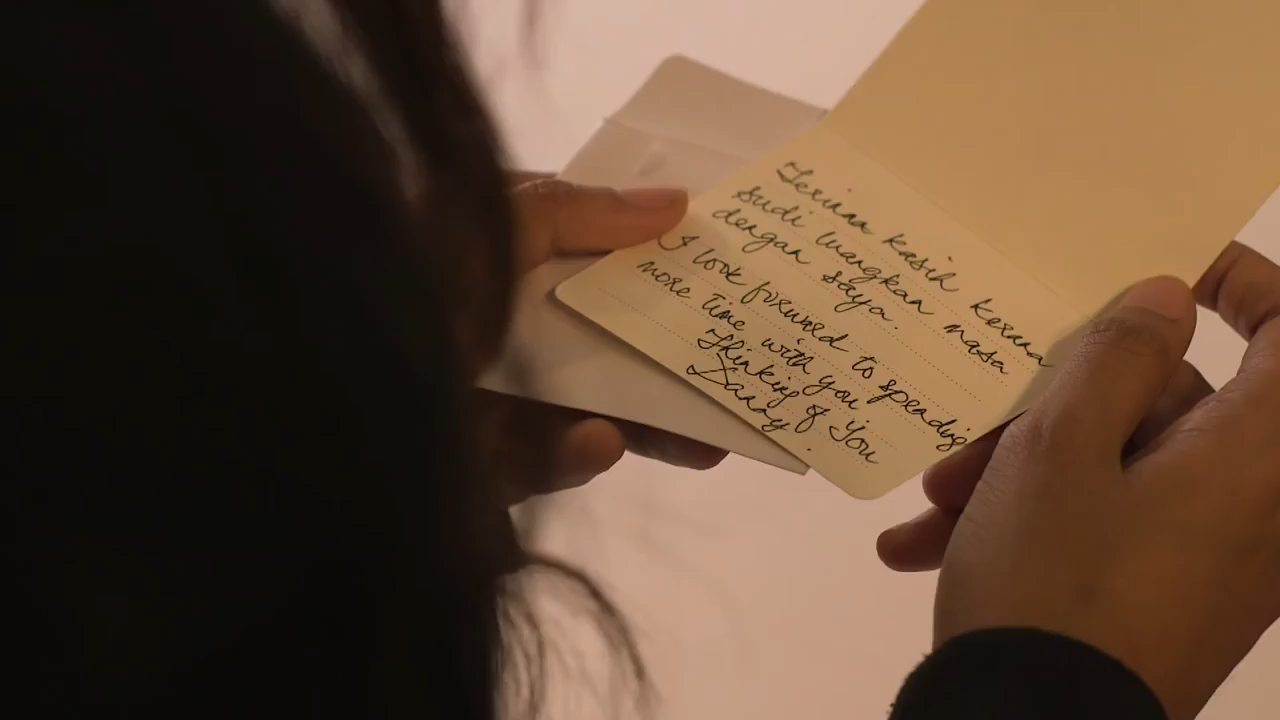 Terima kasih kerana
sudi luangkan masa
dengan saya.
I look forward to spending
more time with you
Thinking of You
Danny.